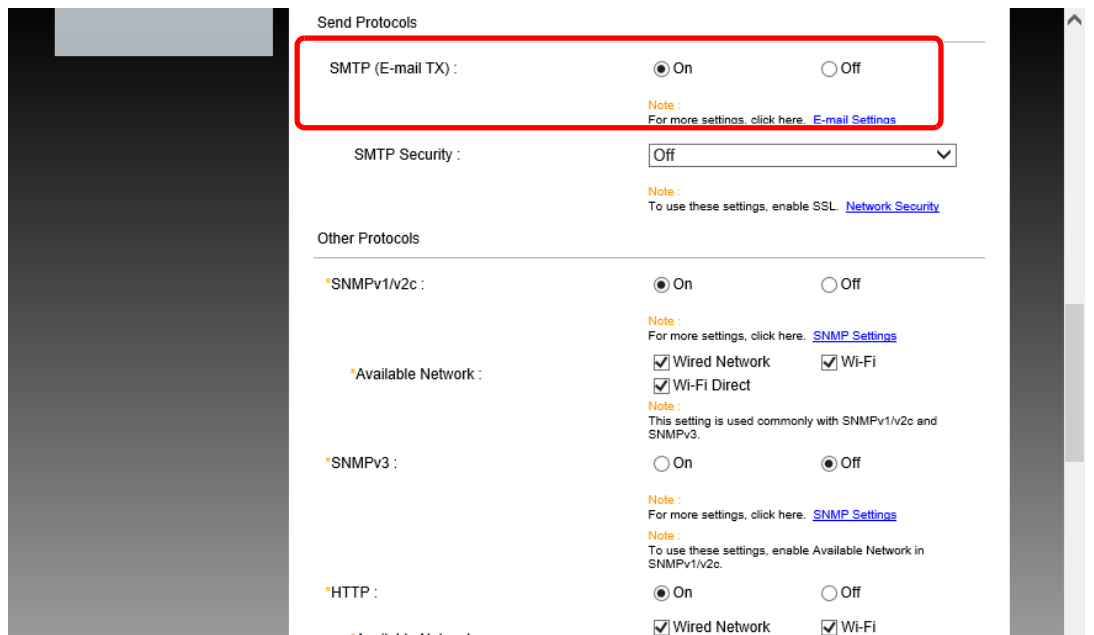 Send Protocols
SMTP (E-mail TX) : On Off
Note :
For more settings, click here. E-mail Settings
SMTP Security : Off
Note :
To use these settings, enable SSL. Network Security
Other Protocols
*SNMPv1/v2c : On Off
Note :
For more settings, click here. SNMP Settings
*Available Network : Wired Network Wi-Fi
Wi-Fi Direct
Note :
This setting is used commonly with SNMPv1/v2c and
SNMPv3.
*SNMPv3 : On Off
Note :
For more settings, click here. SNMP Settings
Note :
To use these settings, enable Available Network in
SNMPv1/v2c.
*HTTP : On Off
Wired Network Wi-Fi